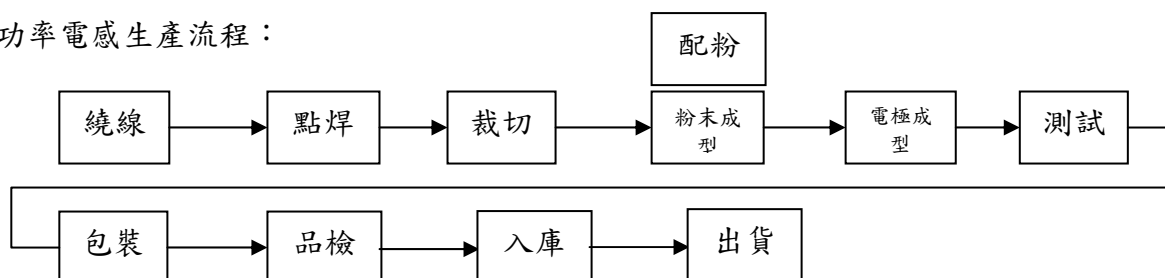 功率電感生產流程：
配粉
繞線
點焊
裁切
粉末成
型
電極成
型
測試
包裝
品檢
入庫
出貨